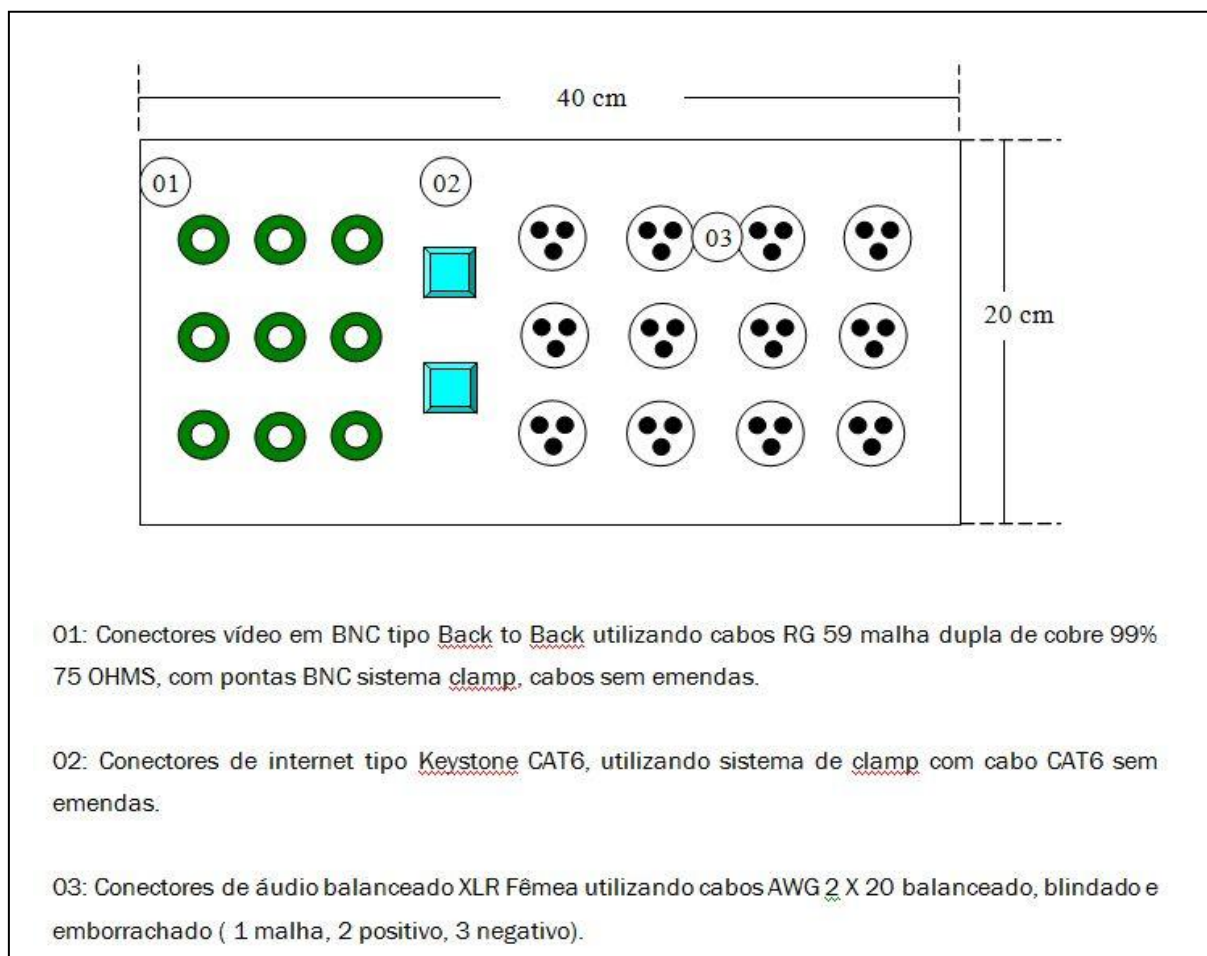 40 cm
01
02
03
20 cm
01: Conectores vídeo em BNC tipo Back to Back utilizando cabos RG 59 malha dupla de cobre 99%
75 OHMS, com pontas BNC sistema clamp, cabos sem emendas.
02: Conectores de internet tipo Keystone CAT6, utilizando sistema de clamp com cabo CAT6 sem
emendas.
03: Conectores de áudio balanceado XLR Fêmea utilizando cabos AWG 2 X 20 balanceado, blindado e
emborrachado ( 1 malha, 2 positivo, 3 negativo).